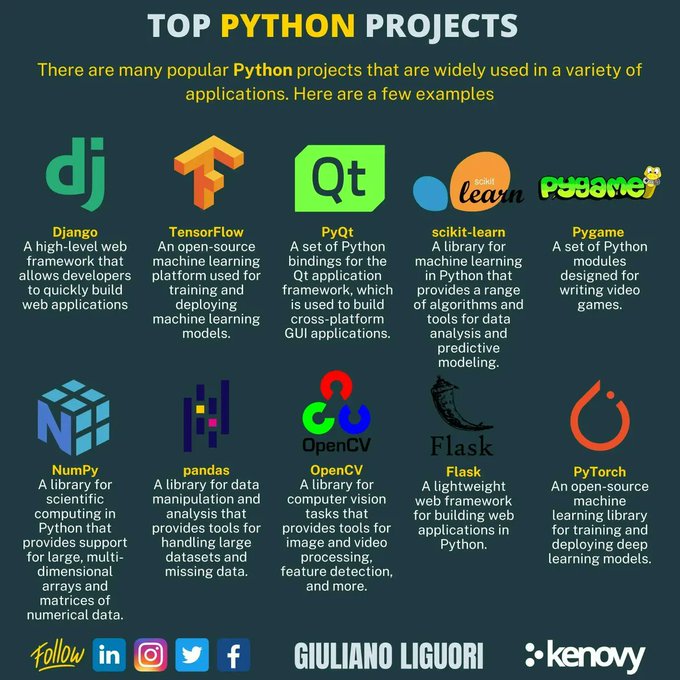 TOP PYTHON PROJECTS
There are many popular Python projects that are widely used in a variety of
applications. Here are a few examples
dj
Django
A high-level web
framework that
allows developers
to quickly build
web applications
TensorFlow
An open-source
machine learning
platform used for
training and
deploying
machine learning
models.
Qt
PyQt
A set of Python
bindings for the
Qt application
framework, which
is used to build
cross-platform
GUI applications.
scikit
learn
scikit-learn
A library for
machine learning
in Python that
provides a range
of algorithms and
tools for data
analysis and
predictive
modeling.
pygame
Pygame
A set of Python
modules
designed for
writing video
games.
N
NumPy
A library for
scientific
computing in
Python that
provides support
for large, multi-
dimensional
arrays and
matrices of
numerical data.
pandas
A library for data
manipulation and
analysis that
provides tools for
handling large
datasets and
missing data.
OpenCV
OpenCV
A library for
computer vision
tasks that
provides tools for
image and video
processing,
feature detection,
and more.
Flask
Flask
A lightweight
web framework
for building web
applications in
Python.
PyTorch
An open-source
machine
learning library
for training and
deploying deep
learning models.
Follow in f
GIULIANO LIGUORI
kenovy